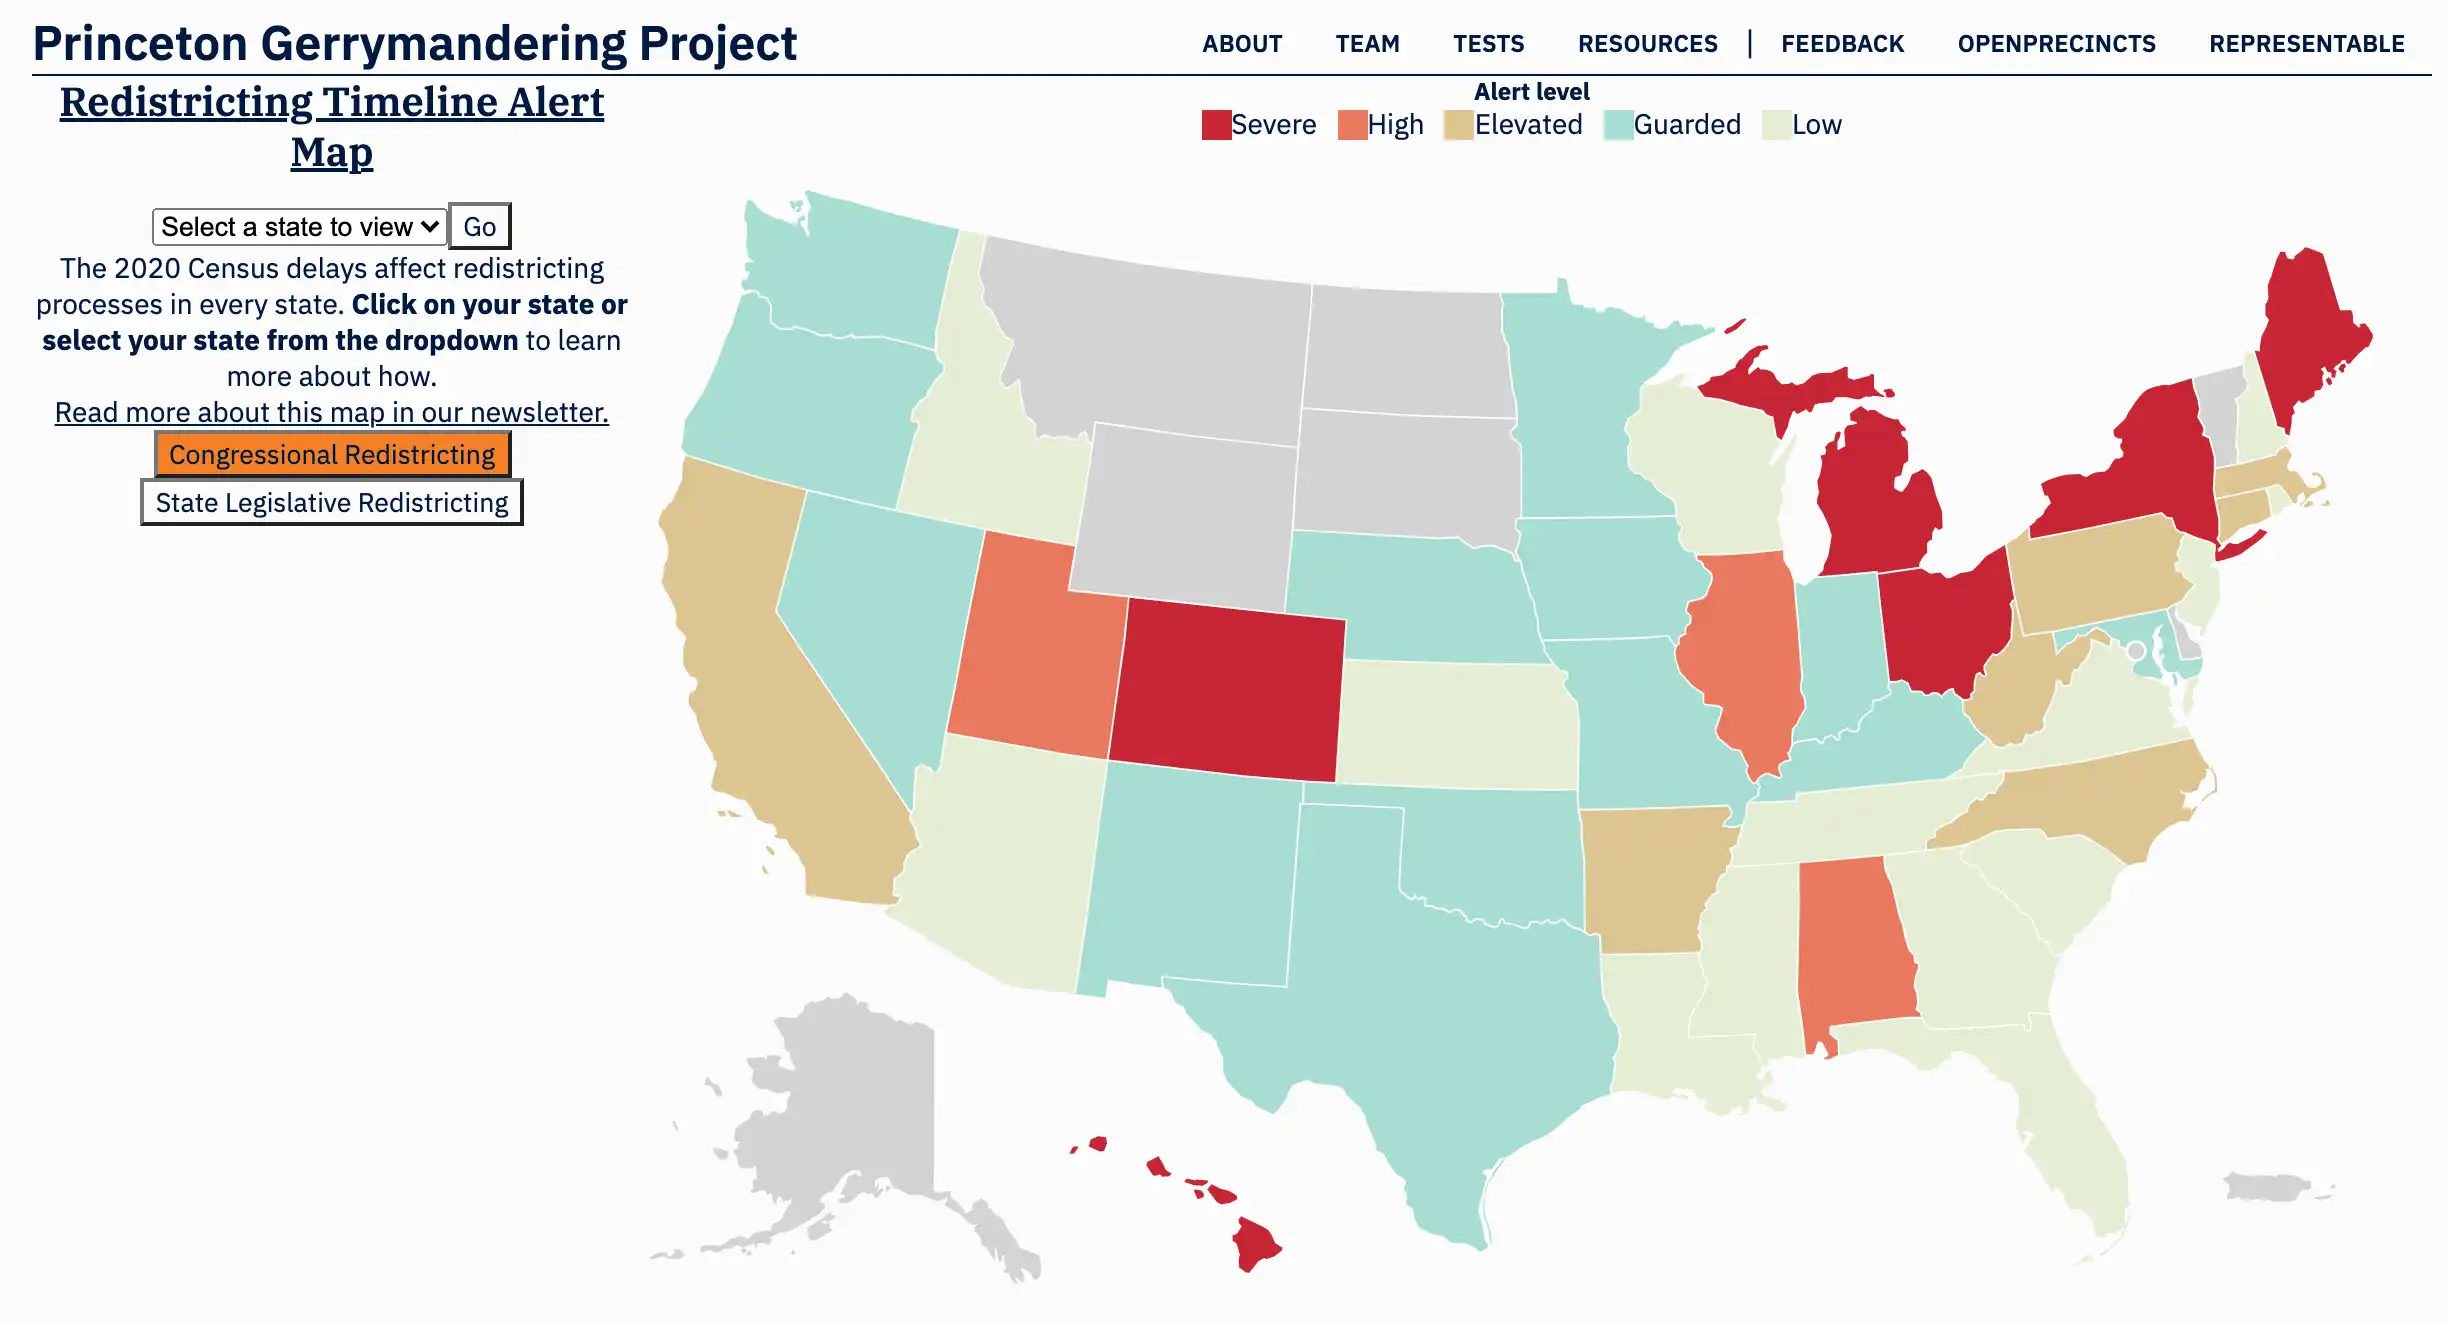 Princeton Gerrymandering Project
ABOUT TEAM TESTS RESOURCES | FEEDBACK OPENPRECINCTS REPRESENTABLE
Redistricting Timeline Alert
Map
Select a state to view Go
The 2020 Census delays affect redistricting
processes in every state. Click on your state or
select your state from the dropdown to learn
more about how.
Read more about this map in our newsletter.
Congressional Redistricting
State Legislative Redistricting
Alert level
Severe High Elevated Guarded Low